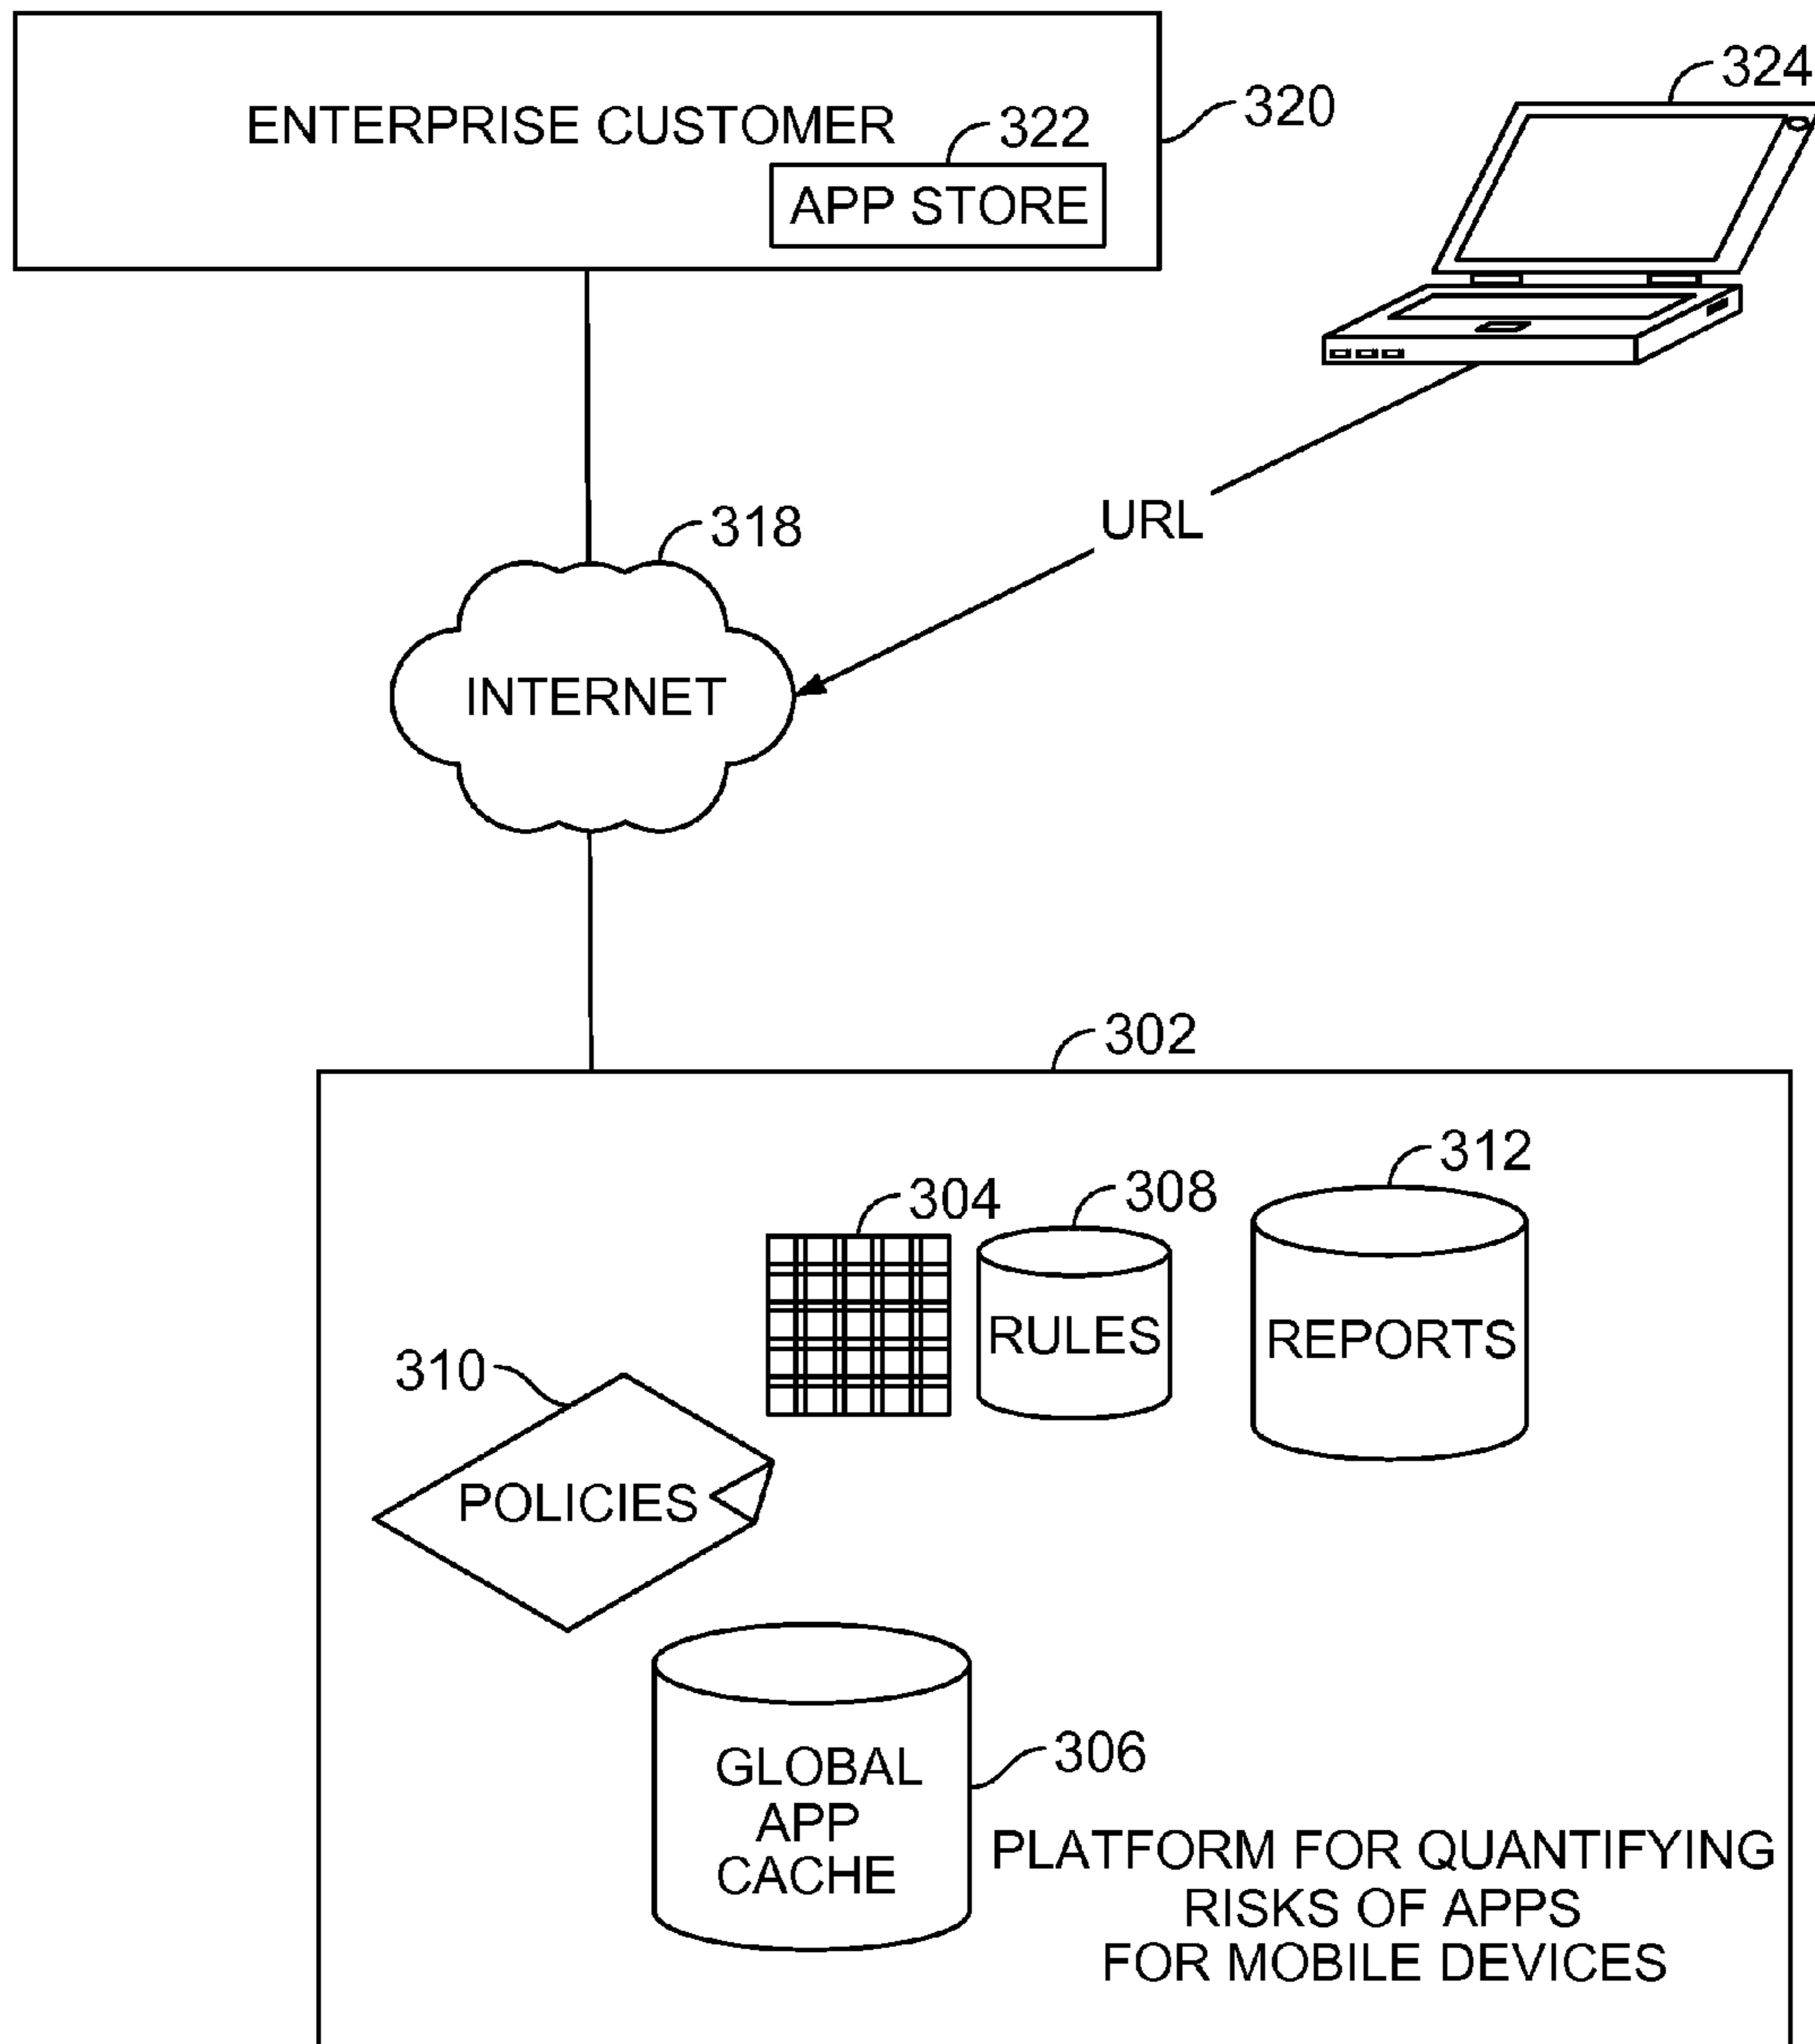 324
ENTERPRISE CUSTOMER
320
322
APP STORE
URL
318
INTERNET
302
312
304
308
RULES
REPORTS
310
POLICIES
306
GLOBAL
APP
CACHE
PLATFORM FOR QUANTIFYING
RISKS OF APPS
FOR MOBILE DEVICES